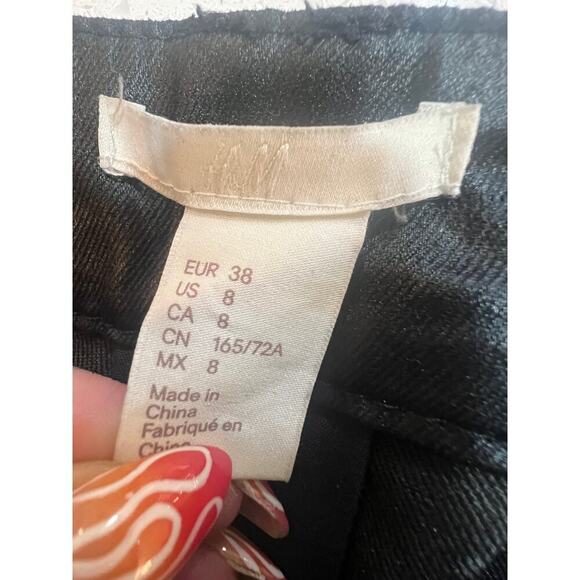 H&M
EUR 38
US 8
CA 8
CN 165/72A
MX 8
Made in
China
Fabriqué en